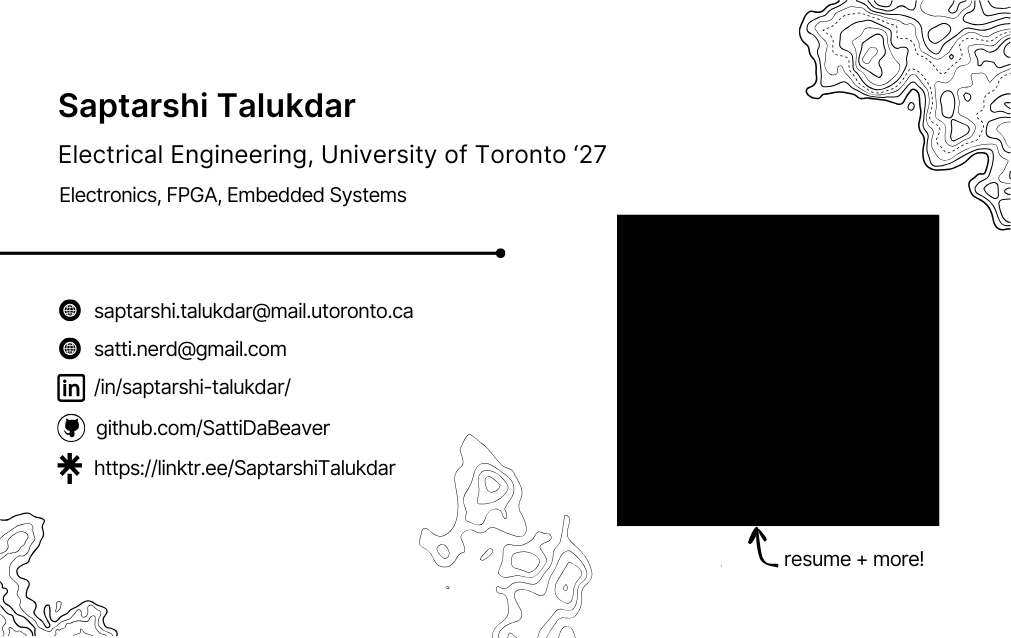 Saptarshi Talukdar
Electrical Engineering, University of Toronto ‘27
Electronics, FPGA, Embedded Systems
saptarshi.talukdar@mail.utoronto.ca
satti.nerd@gmail.com
in /in/saptarshi-talukdar/
github.com/SattiDaBeaver
https://linktr.ee/SaptarshiTalukdar
resume + more!